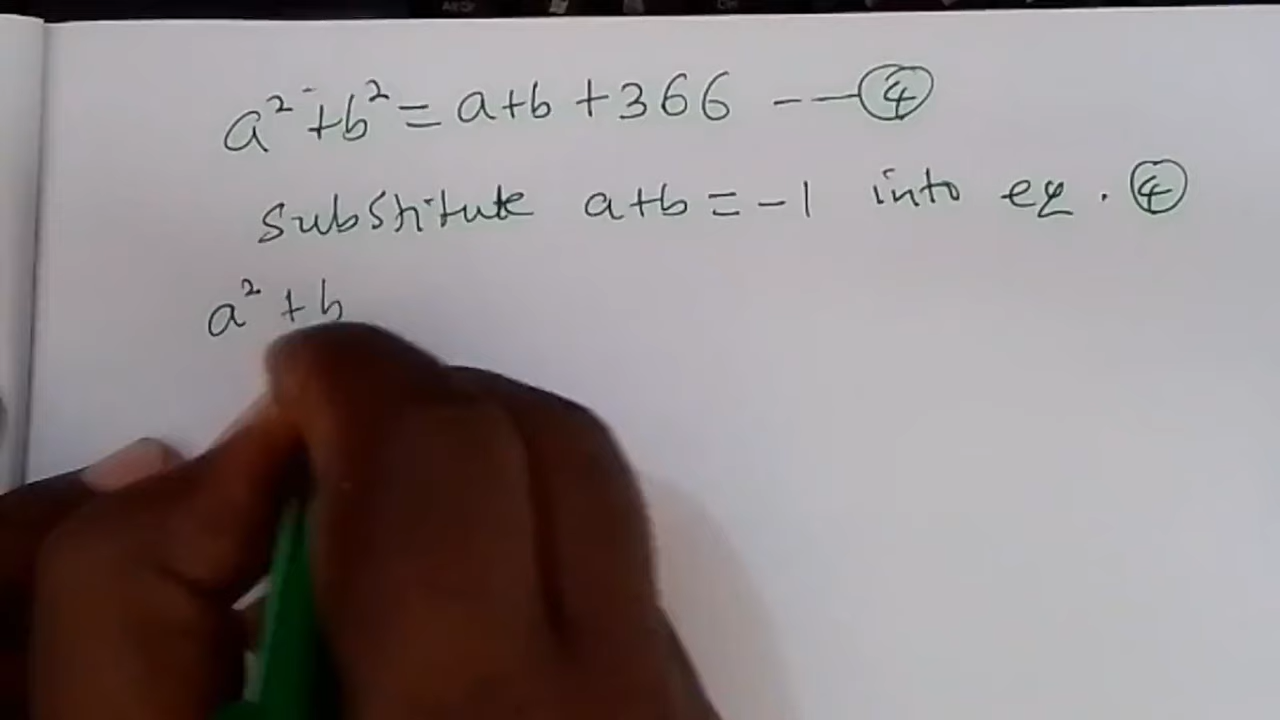 a² + b² = a+b + 366 --- ④
substitute a+b = -1 into eq. ④
a² + b